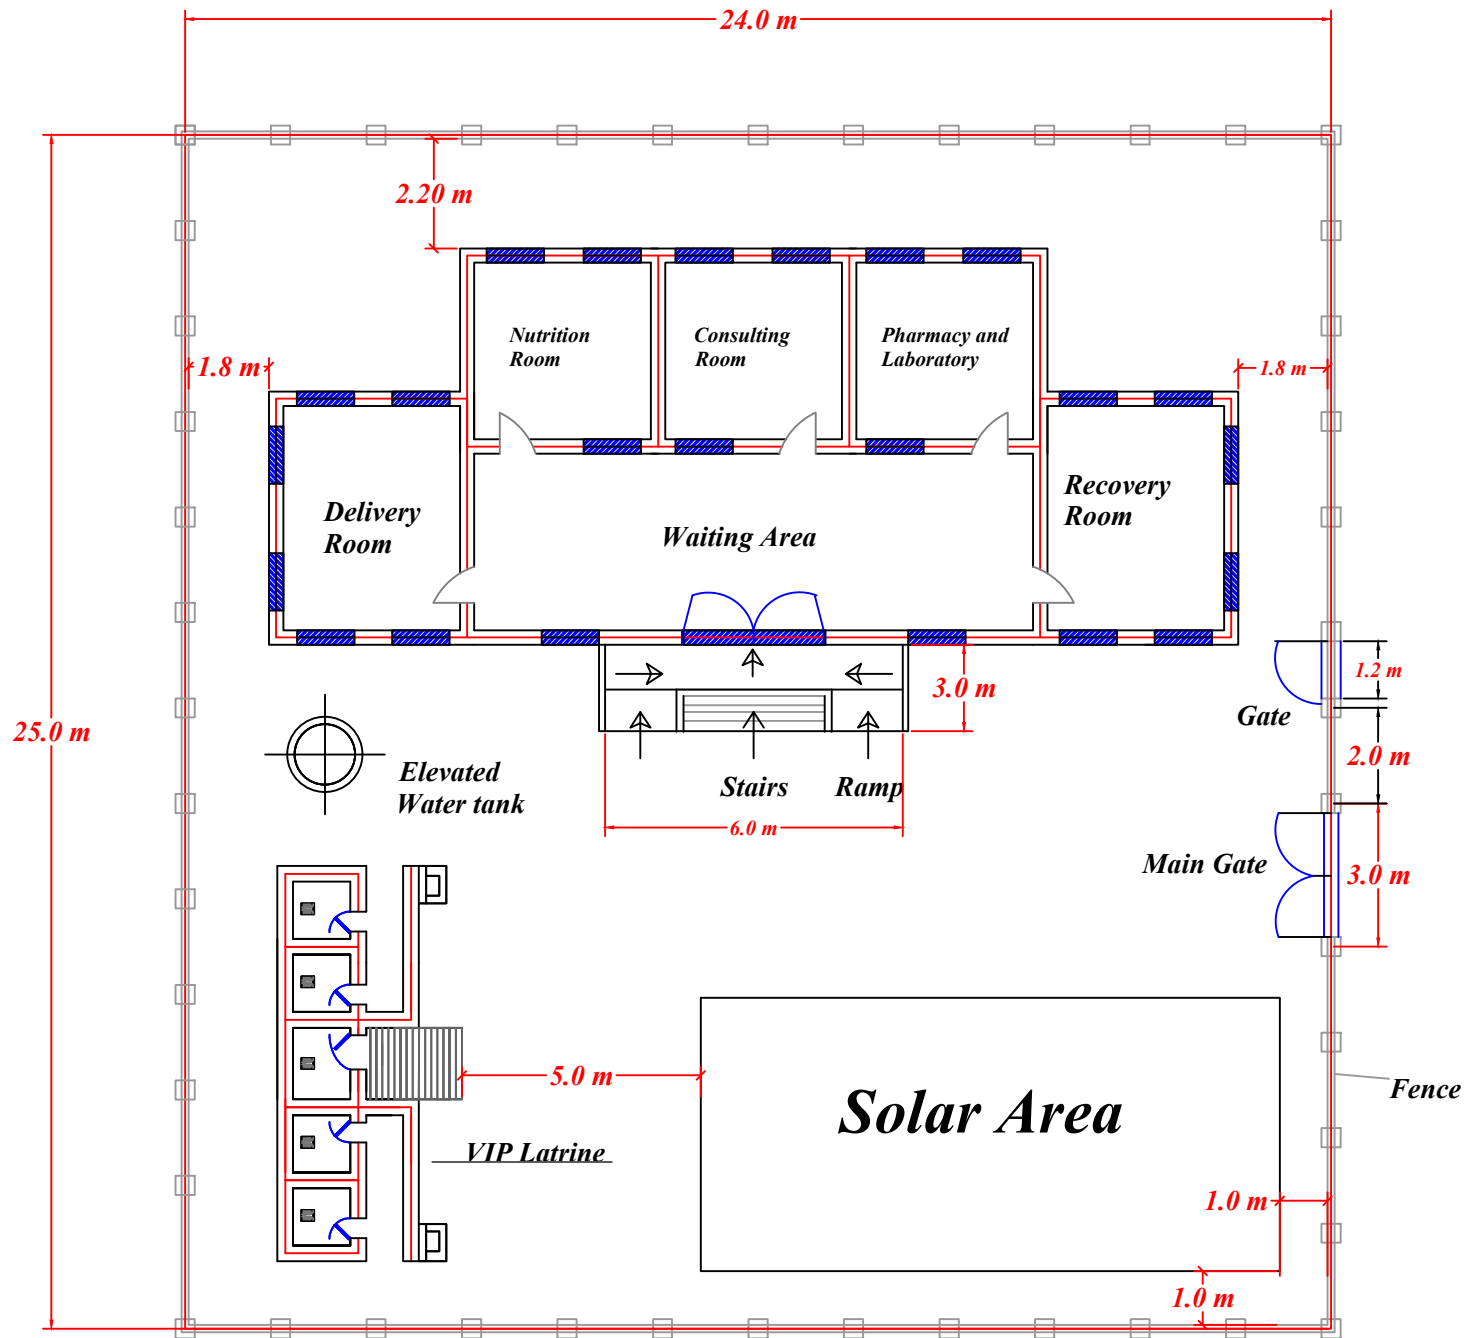 24.0 m
2.20 m
Nutrition
Room
Consulting
Room
Pharmacy and
Laboratory
1.8 m
1.8 m
Delivery
Room
Waiting Area
Recovery
Room
1.2 m
3.0 m
Gate
25.0 m
2.0 m
Elevated
Water tank
Stairs
Ramp
6.0 m
Main Gate
3.0 m
5.0 m
Solar Area
Fence
VIP Latrine
1.0 m
1.0 m